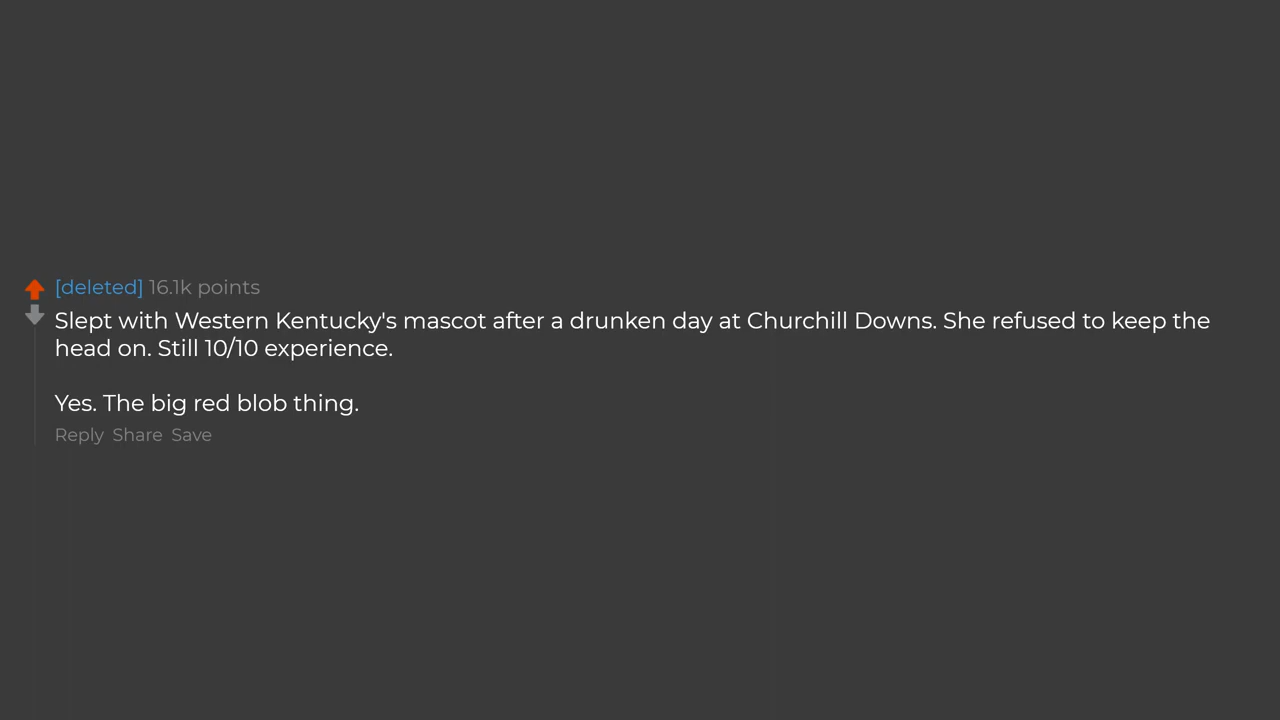 [deleted] 16.1k points
Slept with Western Kentucky's mascot after a drunken day at Churchill Downs. She refused to keep the
head on. Still 10/10 experience.
Yes. The big red blob thing.
Reply Share Save